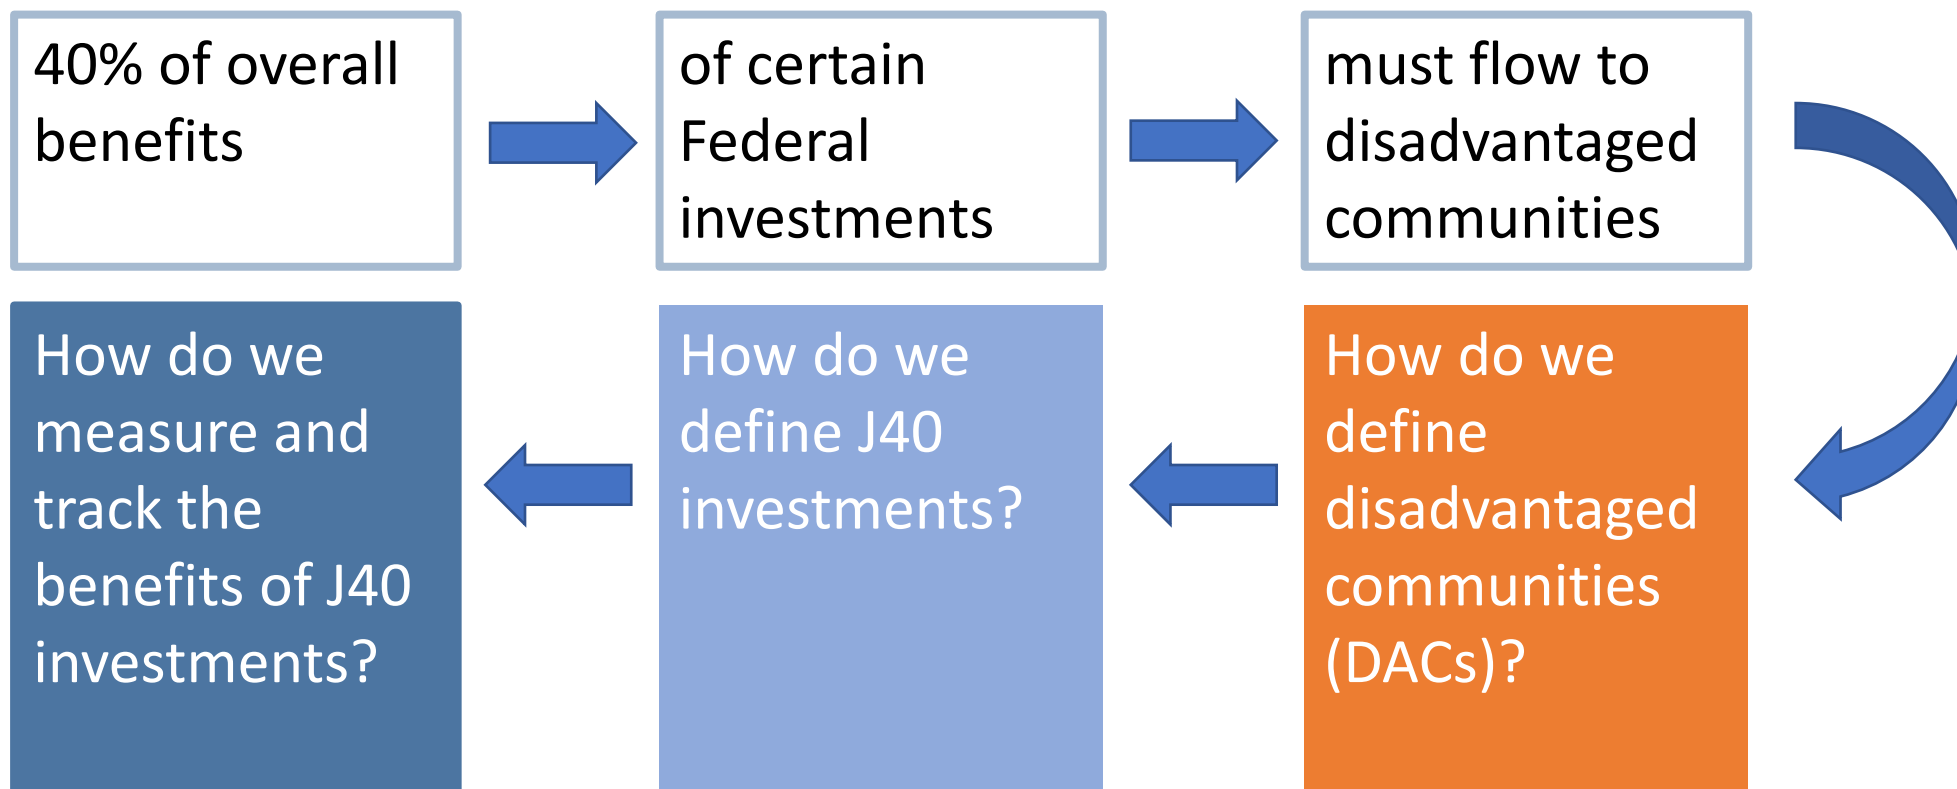 40% of overall
benefits
of certain
Federal
investments
must flow to
disadvantaged
communities
How do we
define
disadvantaged
communities
(DACs)?
How do we
define J40
investments?
How do we
measure and
track the
benefits of J40
investments?